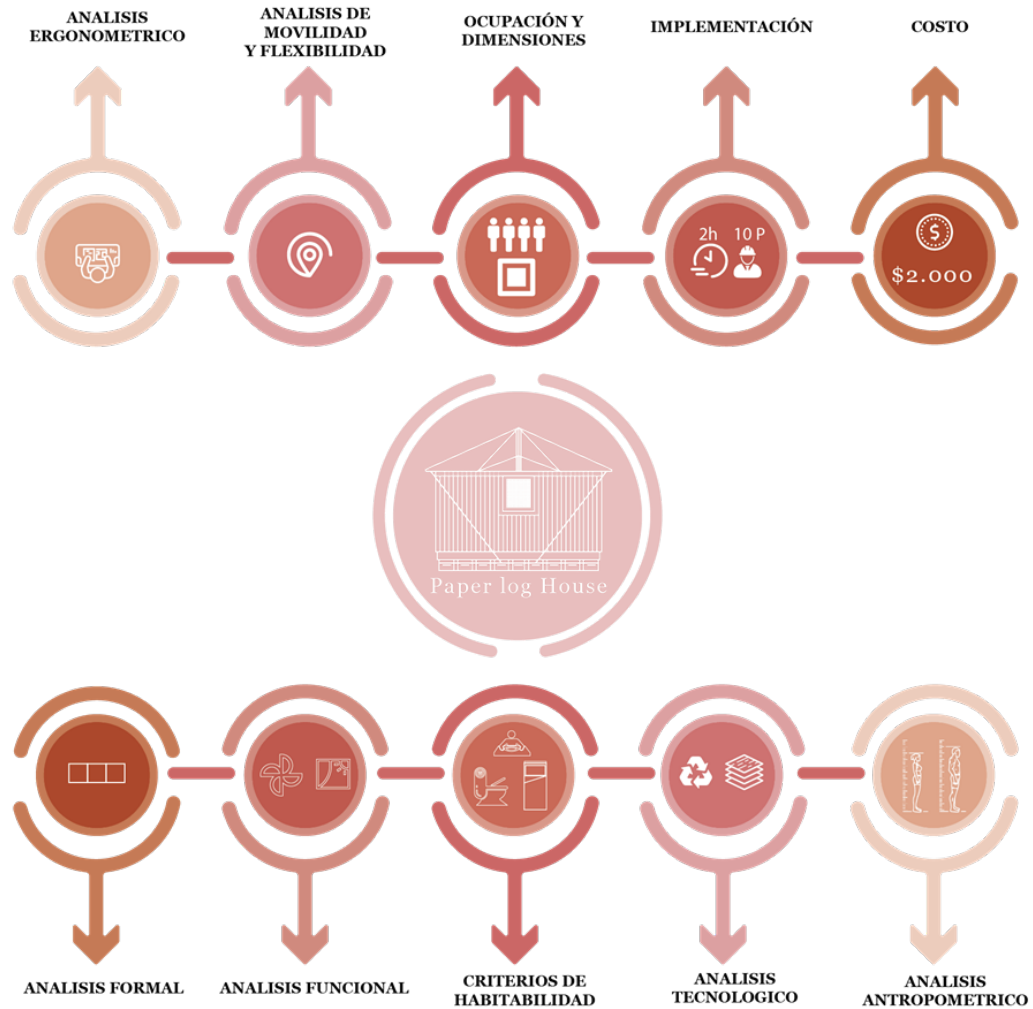 ANALISIS
ERGONOMETRICO
ANALISIS DE
MOVILIDAD
Y FLEXIBILIDAD
OCUPACIÓN Y
DIMENSIONES
IMPLEMENTACIÓN
COSTO
2h 10 P
$
$2.000
Paper log House
ANALISIS FORMAL
ANALISIS FUNCIONAL
CRITERIOS DE
HABITABILIDAD
ANALISIS
TECNOLOGICO
ANALISIS
ANTROPOMETRICO